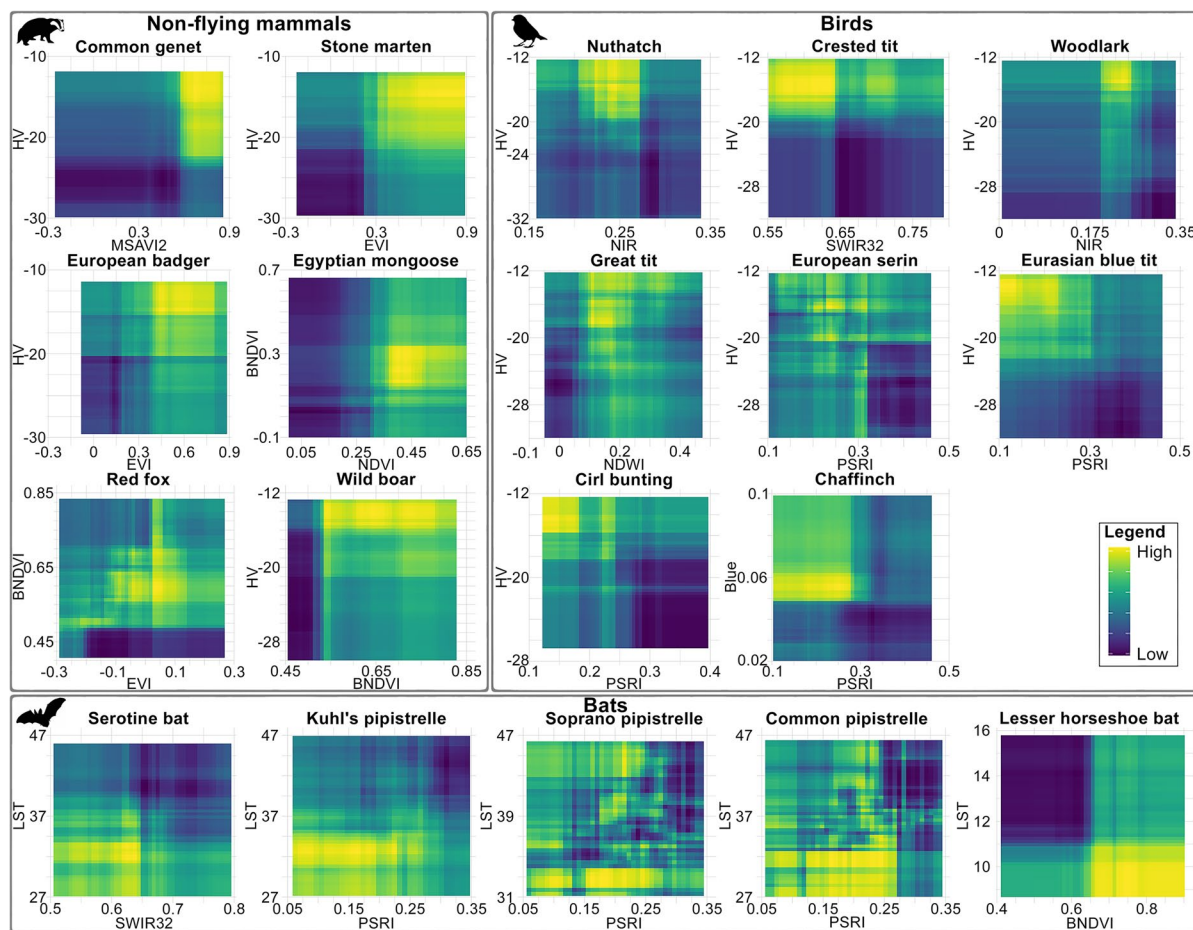 Non-flying mammals
Common genet
Stone marten
-10
-20
-30
HV
-0.3
0.3
0.9
MSAVI2
-10
-20
-30
HV
-0.3
0.3
0.9
EVI
European badger
Egyptian mongoose
-10
-20
-30
HV
0
0.3
0.6
0.9
EVI
0.7
0.3
-0.1
BNDVI
0.05
0.25
0.45
0.65
NDVI
Red fox
Wild boar
0.85
0.65
0.45
BNDVI
-0.3
-0.1
0.1
0.3
EVI
-12
-20
-28
HV
0.45
0.65
0.85
BNDVI
Birds
Nuthatch
Crested tit
Woodlark
-12
-16
-20
-24
-32
HV
0.15
0.25
0.35
NIR
-12
-16
-20
-28
HV
0.55
0.65
0.75
SWIR32
-12
-20
-28
HV
0
0.175
0.35
NIR
Great tit
European serin
Eurasian blue tit
-12
-20
-28
HV
-0.1
0
0.2
0.4
NDWI
-12
-20
-28
HV
0.1
0.3
0.5
PSRI
-12
-20
-28
HV
0.1
0.3
0.5
PSRI
Cirl bunting
Chaffinch
-12
-20
-28
HV
0.1
0.2
0.3
0.4
PSRI
0.1
0.06
0.02
Blue
0.1
0.3
0.5
PSRI
Legend
High
Low
Bats
Serotine bat
Kuhl's pipistrelle
Soprano pipistrelle
Common pipistrelle
Lesser horseshoe bat
47
37
27
LST
0.5
0.6
0.7
0.8
SWIR32
47
37
27
LST
0.05
0.15
0.25
0.35
PSRI
47
39
31
LST
0.05
0.15
0.25
0.35
PSRI
47
37
27
LST
0.05
0.15
0.25
0.35
PSRI
16
14
12
10
LST
0.4
0.6
0.8
BNDVI